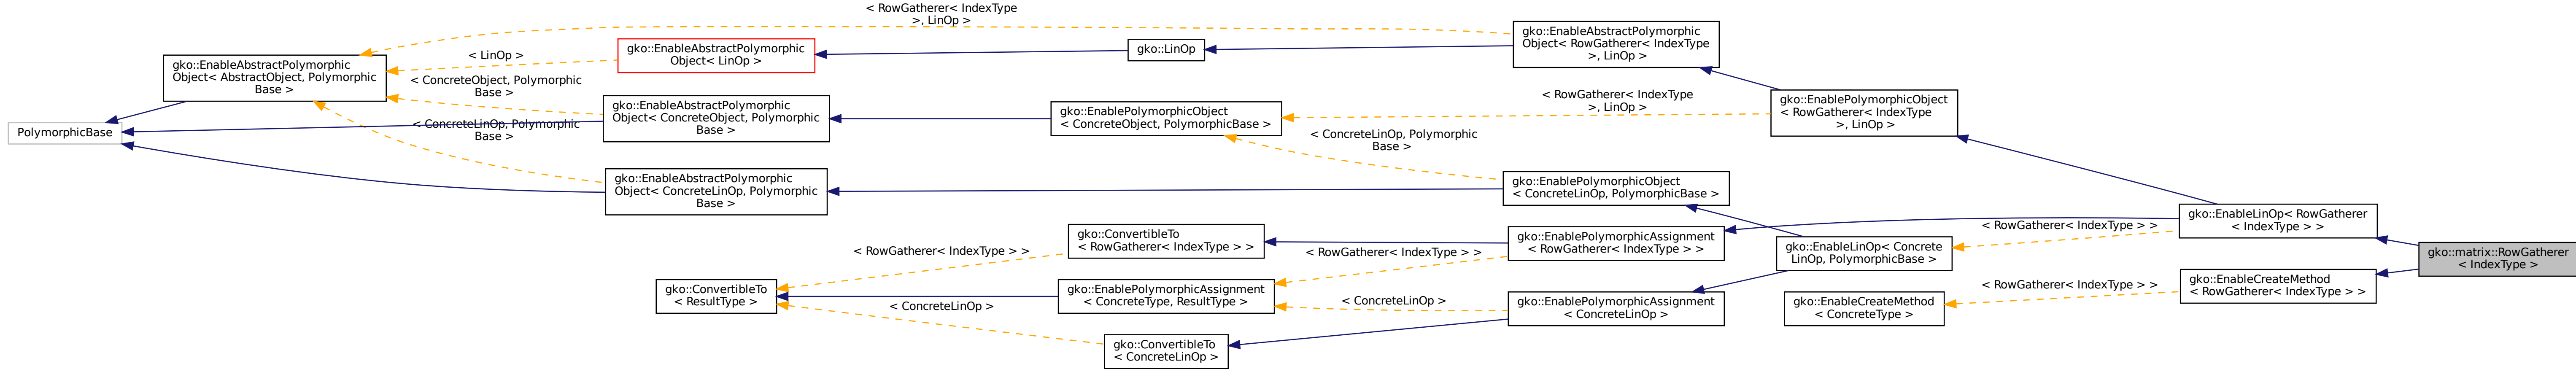 PolymorphicBase
gko::EnableAbstractPolymorphic
Object< AbstractObject, Polymorphic
Base >
< RowGatherer< IndexType
>, LinOp >
< LinOp >
< ConcreteObject, Polymorphic
Base >
< ConcreteLinOp, Polymorphic
Base >
gko::EnableAbstractPolymorphic
Object< LinOp >
gko::EnableAbstractPolymorphic
Object< ConcreteObject, Polymorphic
Base >
gko::EnableAbstractPolymorphic
Object< ConcreteLinOp, Polymorphic
Base >
gko::ConvertibleTo
< ResultType >
< RowGatherer< IndexType > >
< ConcreteLinOp >
gko::LinOp
gko::EnablePolymorphicObject
< ConcreteObject, PolymorphicBase >
gko::ConvertibleTo
< RowGatherer< IndexType > >
gko::EnablePolymorphicAssignment
< ConcreteType, ResultType >
gko::ConvertibleTo
< ConcreteLinOp >
< RowGatherer< IndexType
>, LinOp >
< ConcreteLinOp, Polymorphic
Base >
< RowGatherer< IndexType > >
< ConcreteLinOp >
gko::EnableAbstractPolymorphic
Object< RowGatherer< IndexType
>, LinOp >
gko::EnablePolymorphicObject
< ConcreteLinOp, PolymorphicBase >
gko::EnablePolymorphicAssignment
< RowGatherer< IndexType > >
gko::EnablePolymorphicAssignment
< ConcreteLinOp >
gko::EnablePolymorphicObject
< RowGatherer< IndexType
>, LinOp >
gko::EnableLinOp< Concrete
LinOp, PolymorphicBase >
gko::EnableCreateMethod
< ConcreteType >
< RowGatherer< IndexType > >
< RowGatherer< IndexType > >
gko::EnableLinOp< RowGatherer
< IndexType > >
gko::EnableCreateMethod
< RowGatherer< IndexType > >
gko::matrix::RowGatherer
< IndexType >